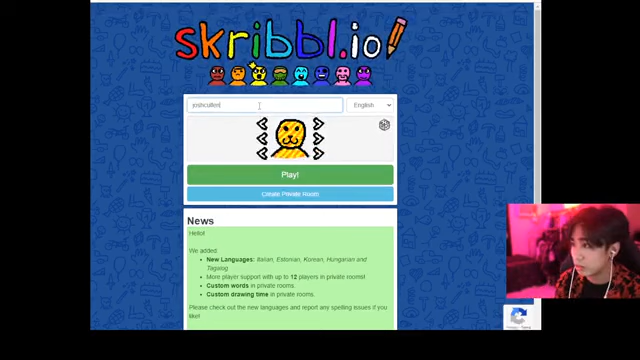 skribbl.io
joshcullen
English
Play!
Create Private Room
News
Hello!
We added
New Languages: Italian, Estonian, Korean, Hungarian and
Tagalog
More player support with up to 12 players in private rooms!
Custom words in private rooms.
Custom drawing time in private rooms.
Please check out the new languages and report any spelling issues if
you like!